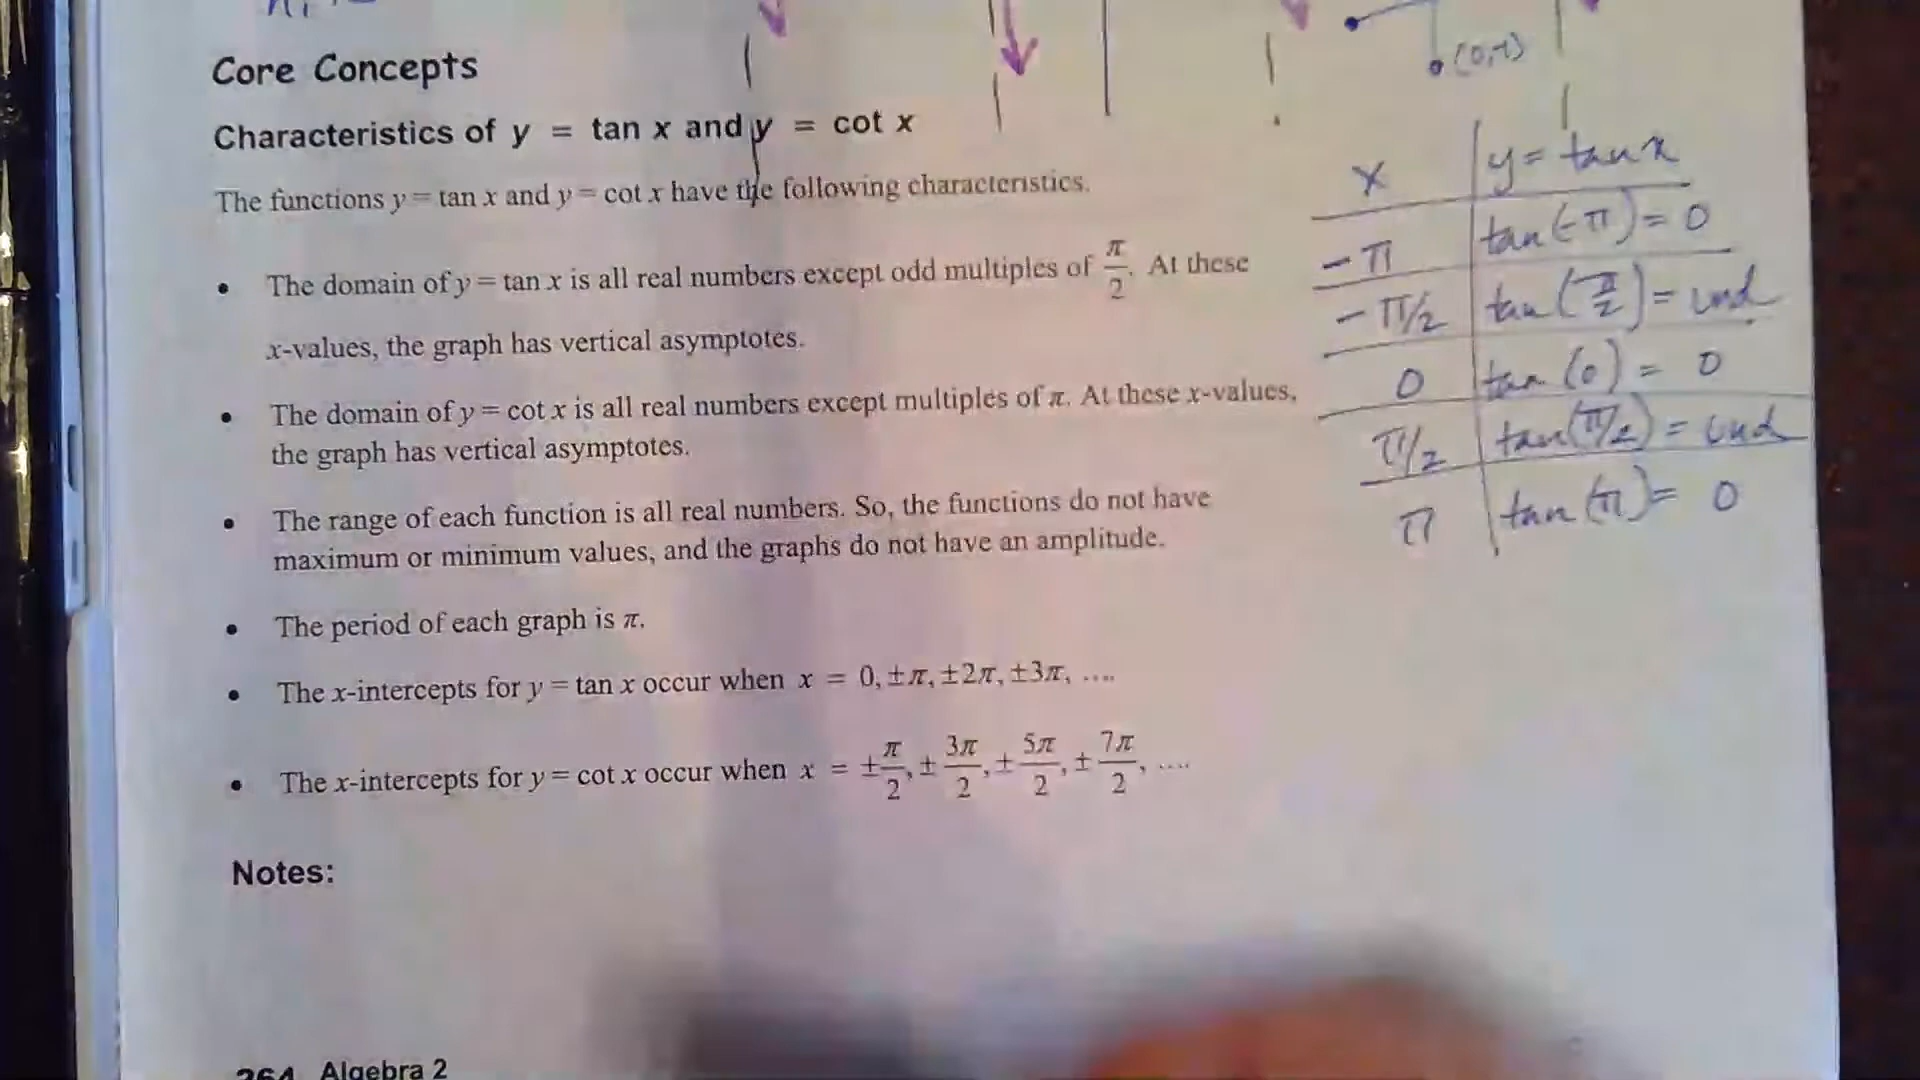 (0,-1)
Core Concepts
Characteristics of y = tan x and y = cot x
The functions y = tan x and y = cot x have the following characteristics.
• The domain of y = tan x is all real numbers except odd multiples of π/2. At these
x-values, the graph has vertical asymptotes.
• The domain of y = cot x is all real numbers except multiples of π. At these x-values,
the graph has vertical asymptotes.
• The range of each function is all real numbers. So, the functions do not have
maximum or minimum values, and the graphs do not have an amplitude.
• The period of each graph is π.
• The x-intercepts for y = tan x occur when x = 0, ±π, ±2π, ±3π, ....
• The x-intercepts for y = cot x occur when x = ±π/2, ±3π/2, ±5π/2, ±7π/2, ....
Notes:
264 Algebra 2
x y = tan x
-π tan(-π) = 0
-π/2 tan(-π/2) = und
0 tan(0) = 0
π/2 tan(π/2) = und
π tan(π) = 0